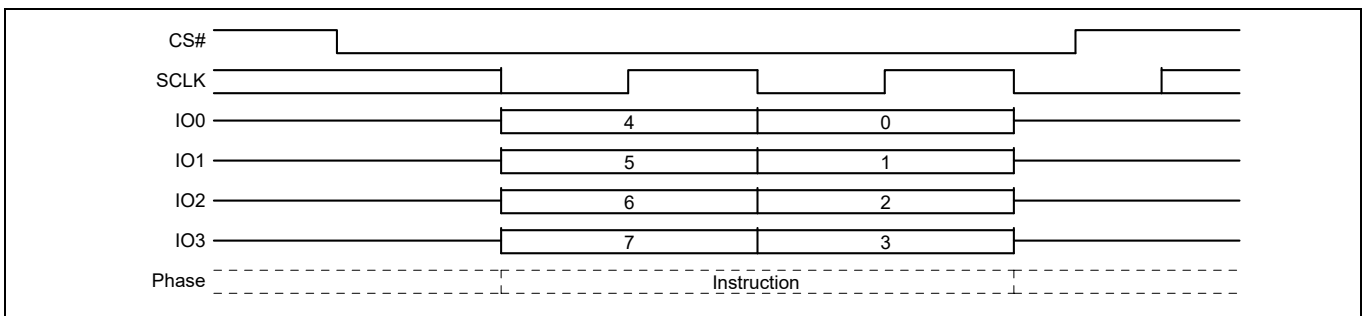 CS#
SCLK
IO0 4 0
IO1 5 1
IO2 6 2
IO3 7 3
Phase Instruction